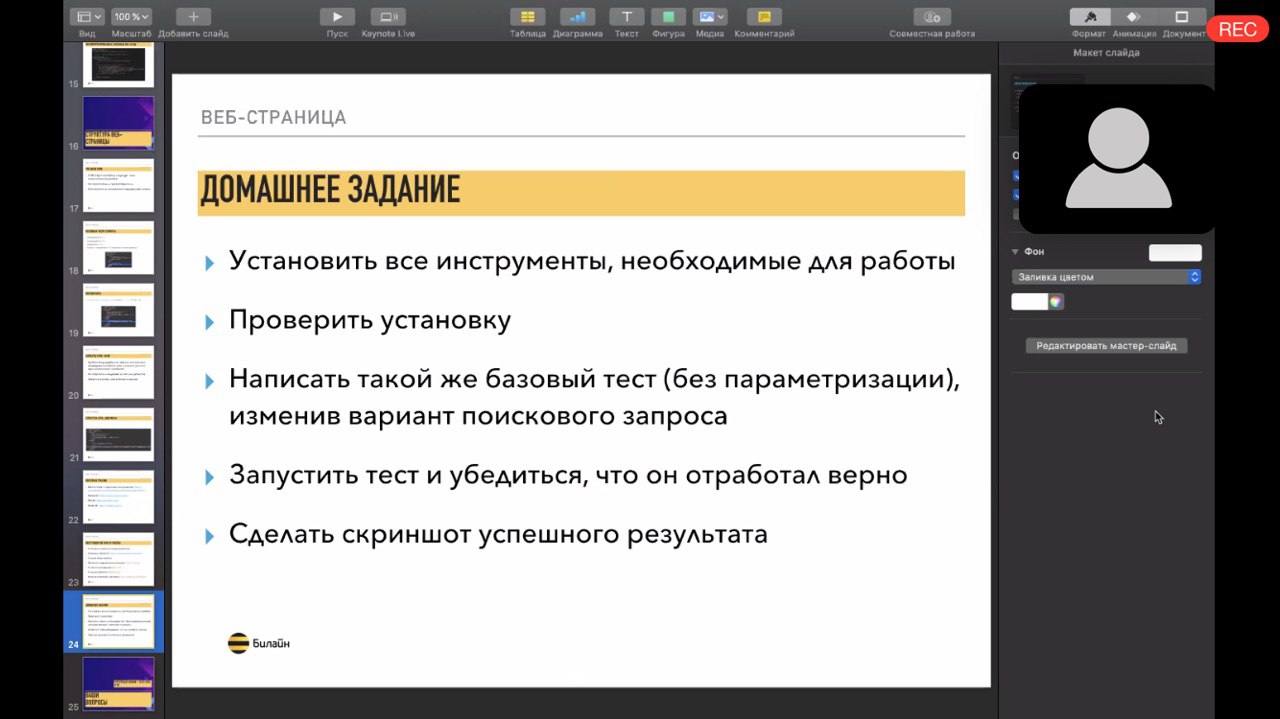 100 %
Вид
Масштаб
Добавить слайд
Пуск
Keynote Live
Таблица
Диаграмма
Текст
Фигура
Медиа
Комментарий
Совместная работа
Формат
Анимация
Документ
REC
Макет слайда
15
16
СТРУКТУРА ВЕБ-
СТРАНИЦЫ
17
18
19
20
21
22
23
24
25
ВАШИ
ВОПРОСЫ
ВЕБ-СТРАНИЦА
ДОМАШНЕЕ ЗАДАНИЕ
Установить все инструменты, необходимые для работы
Проверить установку
Написать такой же базовый тест (без параметризации),
изменив вариант поискового запроса
Запустить тест и убедится, что он отработал верно
Сделать скриншот успешного результата
Билайн
Фон
Заливка цветом
Редактировать мастер-слайд